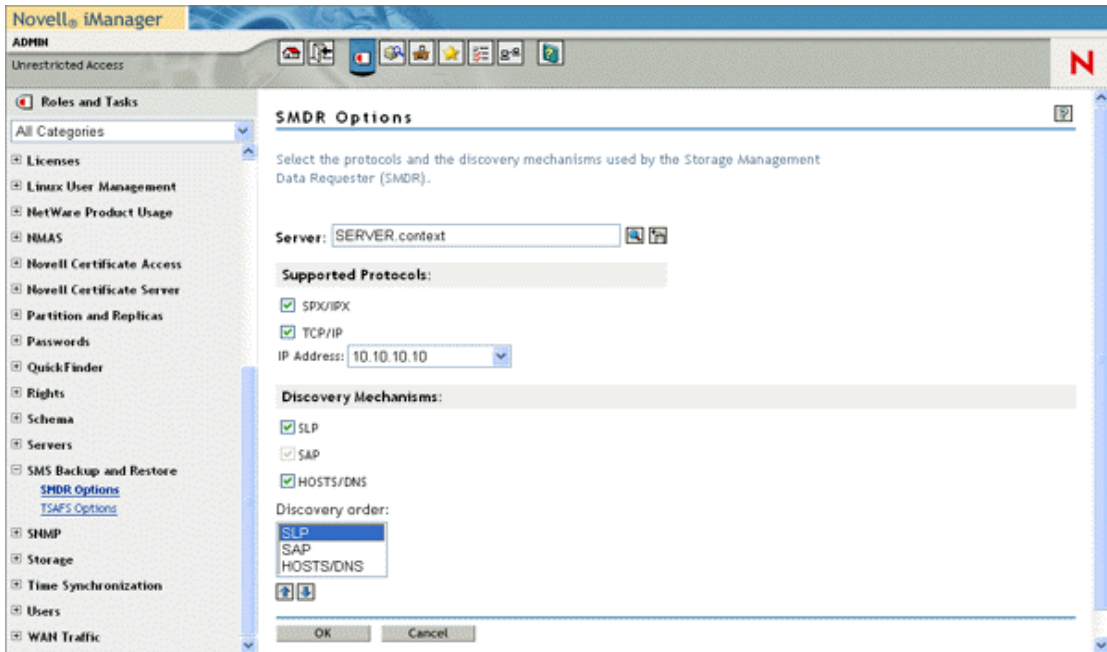 Novell® iManager
ADMIN
Unrestricted Access
N
Roles and Tasks
All Categories
Licenses
Linux User Management
NetWare Product Usage
NMAS
Novell Certificate Access
Novell Certificate Server
Partition and Replicas
Passwords
QuickFinder
Rights
Schema
Servers
SMS Backup and Restore
SMDR Options
TSAFS Options
SNMP
Storage
Time Synchronization
Users
WAN Traffic
SMDR Options
Select the protocols and the discovery mechanisms used by the Storage Management
Data Requester (SMDR).
Server: SERVER.context
Supported Protocols:
SPX/IPX
TCP/IP
IP Address: 10.10.10.10
Discovery Mechanisms:
SLP
SAP
HOSTS/DNS
Discovery order:
SLP
SAP
HOSTS/DNS
OK Cancel